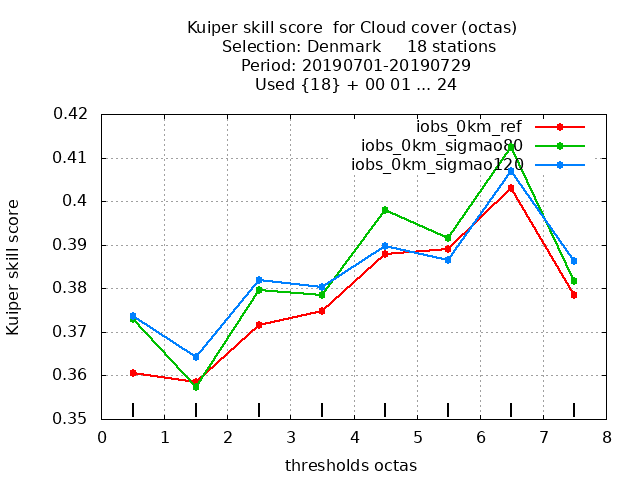 Kuiper skill score  for Cloud cover (octas)
Selection: Denmark     18 stations
Period: 20190701-20190729
Used {18} + 00 01 ... 24
iobs_0km_ref
iobs_0km_sigmao80
iobs_0km_sigmao120
0.42
0.41
0.4
0.39
0.38
0.37
0.36
0.35
Kuiper skill score
0 1 2 3 4 5 6 7 8
thresholds octas